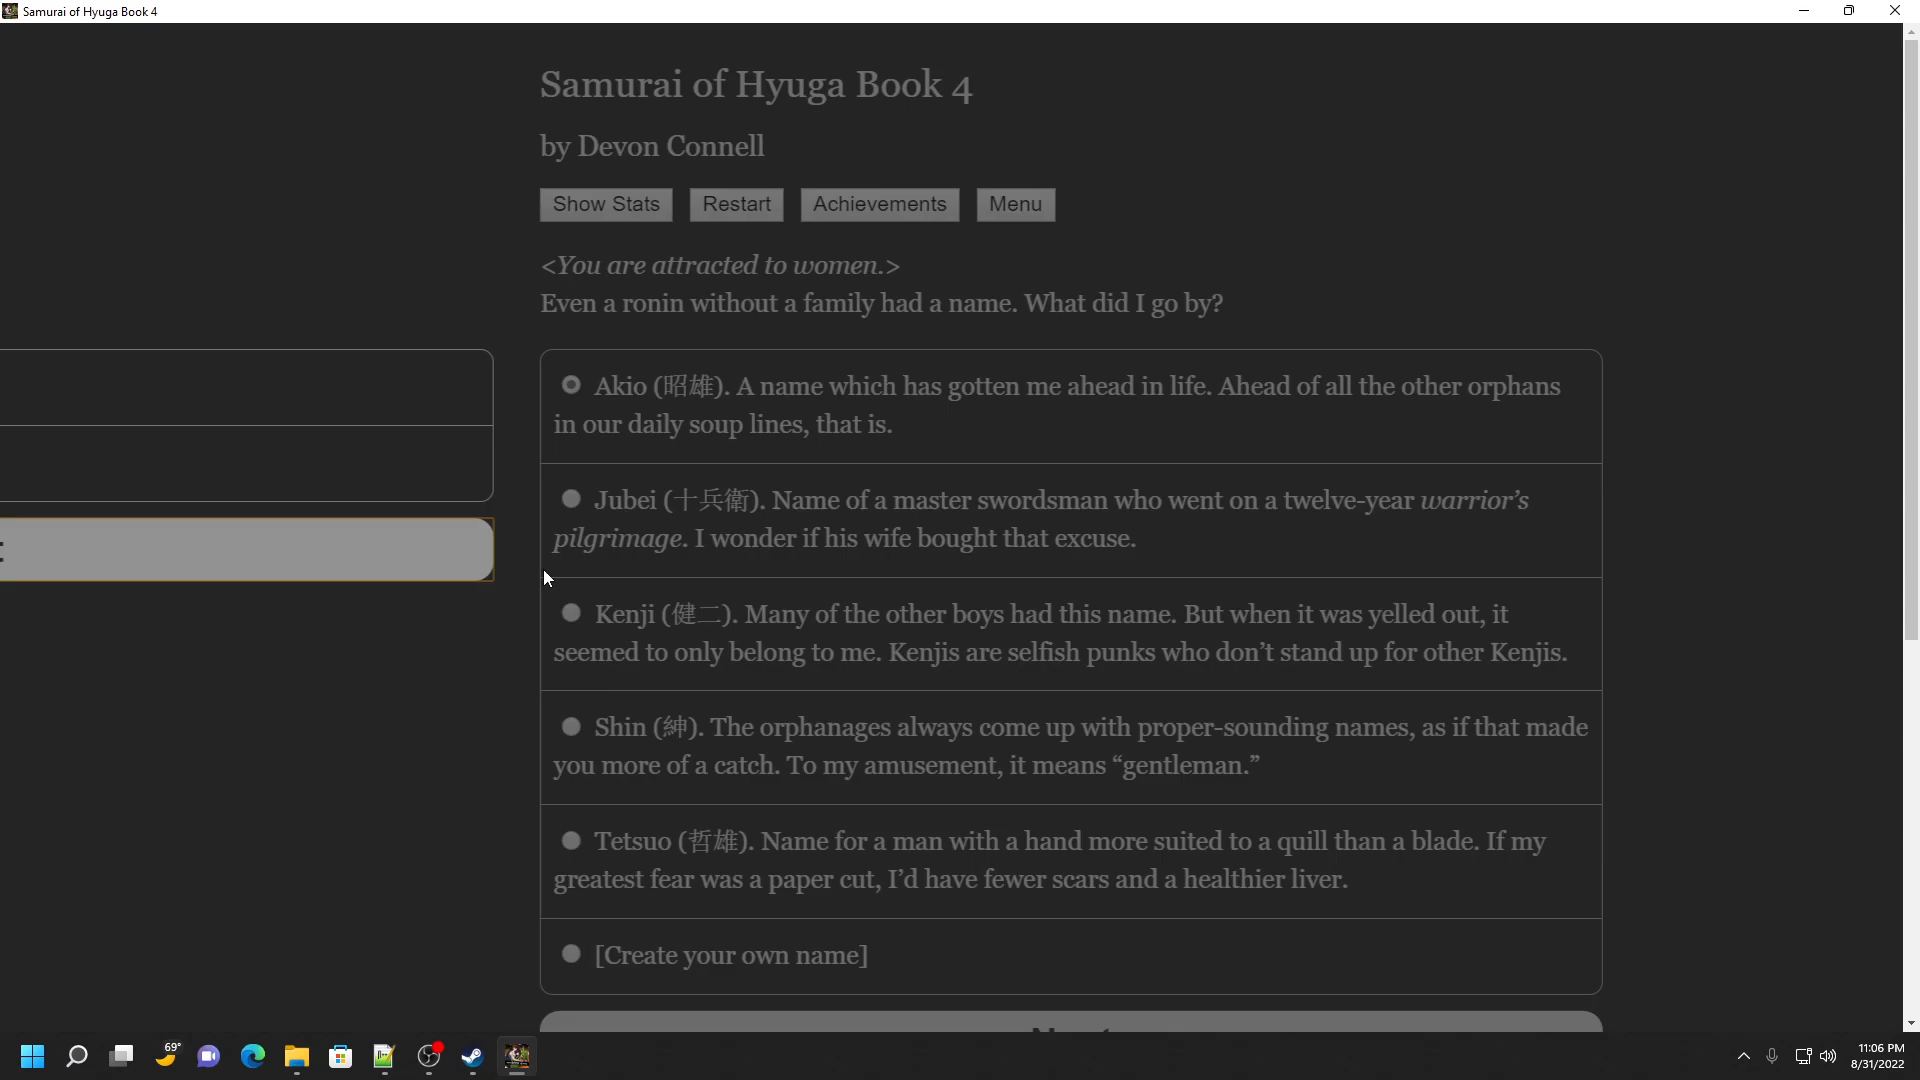 Samurai of Hyuga Book 4
Samurai of Hyuga Book 4
by Devon Connell
Show Stats
Restart
Achievements
Menu
<You are attracted to women.>
Even a ronin without a family had a name. What did I go by?
Akio (昭雄). A name which has gotten me ahead in life. Ahead of all the other orphans
in our daily soup lines, that is.
Jubei (十兵衛). Name of a master swordsman who went on a twelve-year warrior’s
pilgrimage. I wonder if his wife bought that excuse.
Kenji (健二). Many of the other boys had this name. But when it was yelled out, it
seemed to only belong to me. Kenjis are selfish punks who don’t stand up for other Kenjis.
Shin (紳). The orphanages always come up with proper-sounding names, as if that made
you more of a catch. To my amusement, it means “gentleman.”
Tetsuo (哲雄). Name for a man with a hand more suited to a quill than a blade. If my
greatest fear was a paper cut, I’d have fewer scars and a healthier liver.
[Create your own name]
69°
11:06 PM
8/31/2022